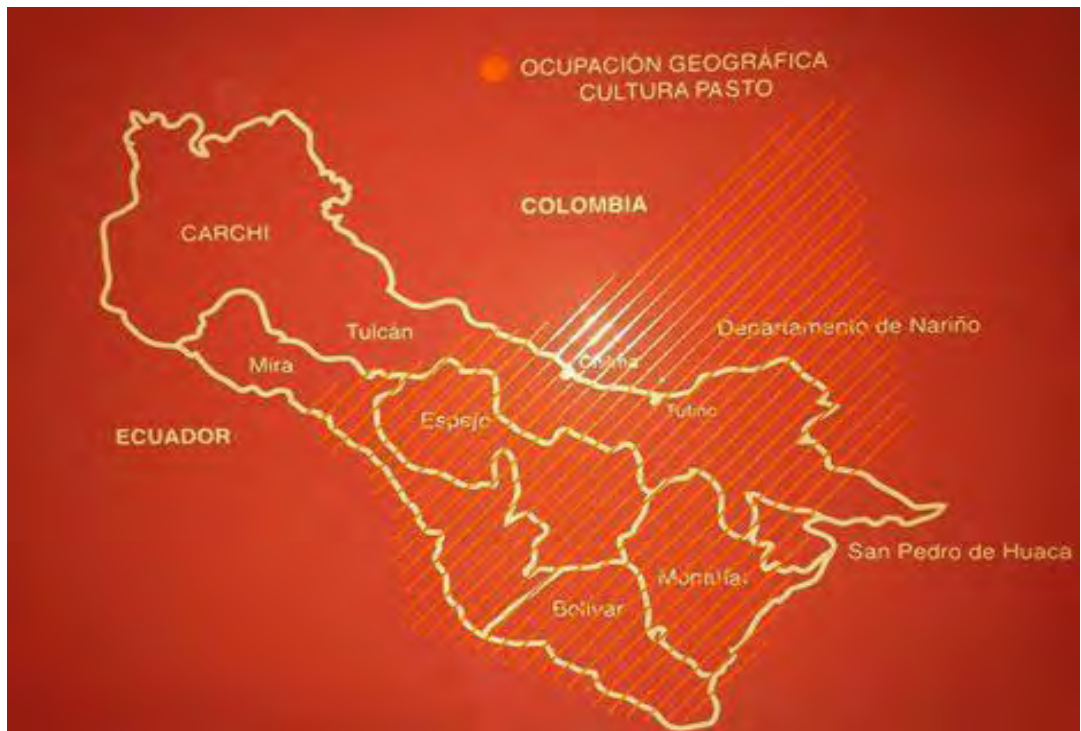 OCUPACIÓN GEOGRÁFICA
CULTURA PASTO
COLOMBIA
CARCHI
Tulcán
Departamento de Nariño
Chilma
Mira
Tufiño
Espejo
ECUADOR
San Pedro de Huaca
Montúfar
Bolívar